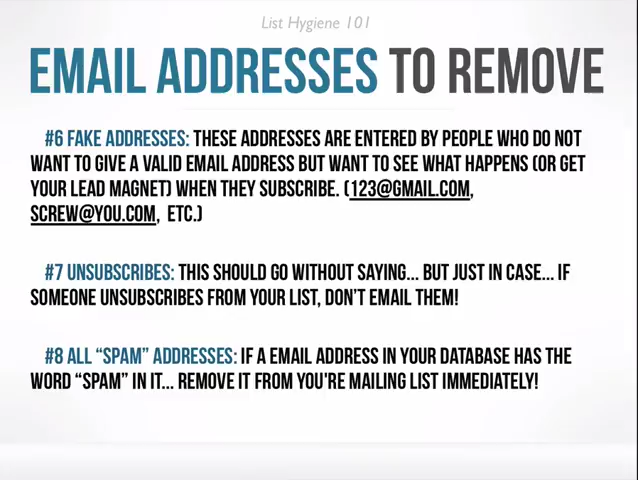 List Hygiene 101
EMAIL ADDRESSES TO REMOVE
#6 FAKE ADDRESSES: THESE ADDRESSES ARE ENTERED BY PEOPLE WHO DO NOT
WANT TO GIVE A VALID EMAIL ADDRESS BUT WANT TO SEE WHAT HAPPENS (OR GET
YOUR LEAD MAGNET) WHEN THEY SUBSCRIBE. (123@GMAIL.COM,
SCREW@YOU.COM, ETC.)
#7 UNSUBSCRIBES: THIS SHOULD GO WITHOUT SAYING... BUT JUST IN CASE... IF
SOMEONE UNSUBSCRIBES FROM YOUR LIST, DON'T EMAIL THEM!
#8 ALL “SPAM” ADDRESSES: IF A EMAIL ADDRESS IN YOUR DATABASE HAS THE
WORD “SPAM” IN IT... REMOVE IT FROM YOU'RE MAILING LIST IMMEDIATELY!